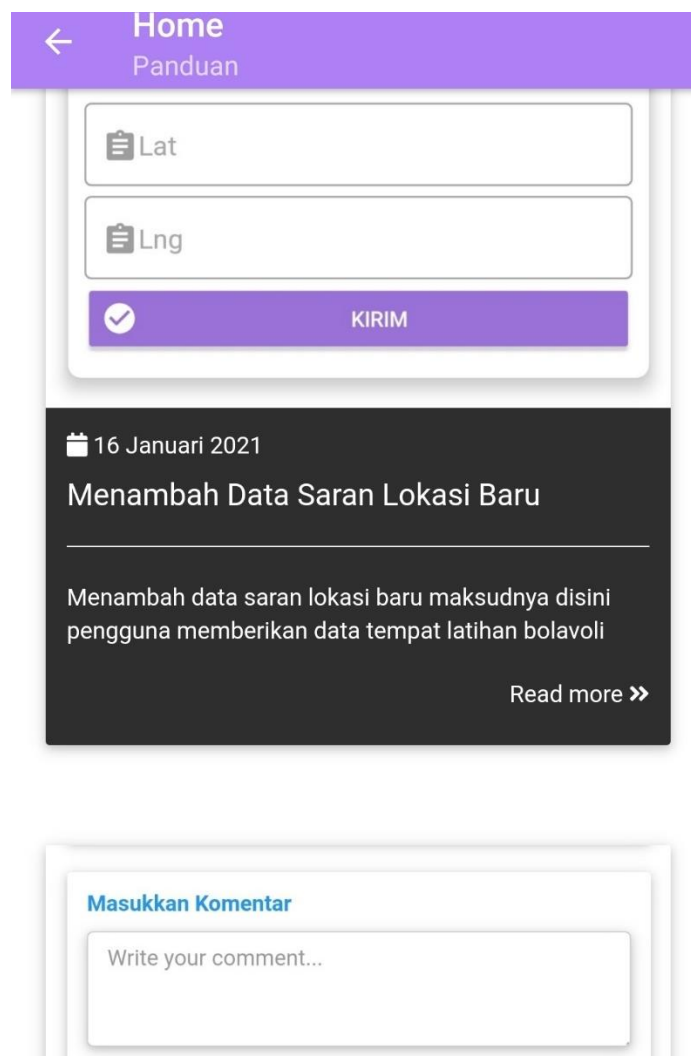 Home
Panduan
Lat
Lng
KIRIM
16 Januari 2021
Menambah Data Saran Lokasi Baru
Menambah data saran lokasi baru maksudnya disini
pengguna memberikan data tempat latihan bolavoli
Read more
Masukkan Komentar
Write your comment...